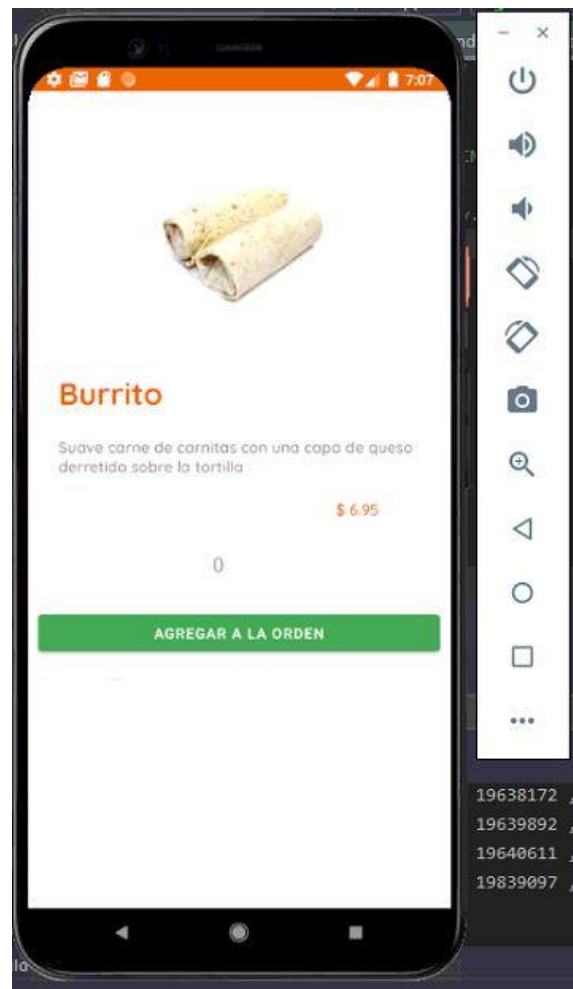 7:07
Burrito
Suave carne de carnitas con una capa de queso
derretido sobre la tortilla
$ 6.95
0
AGREGAR A LA ORDEN
19638172
19639892
19640611
19839097